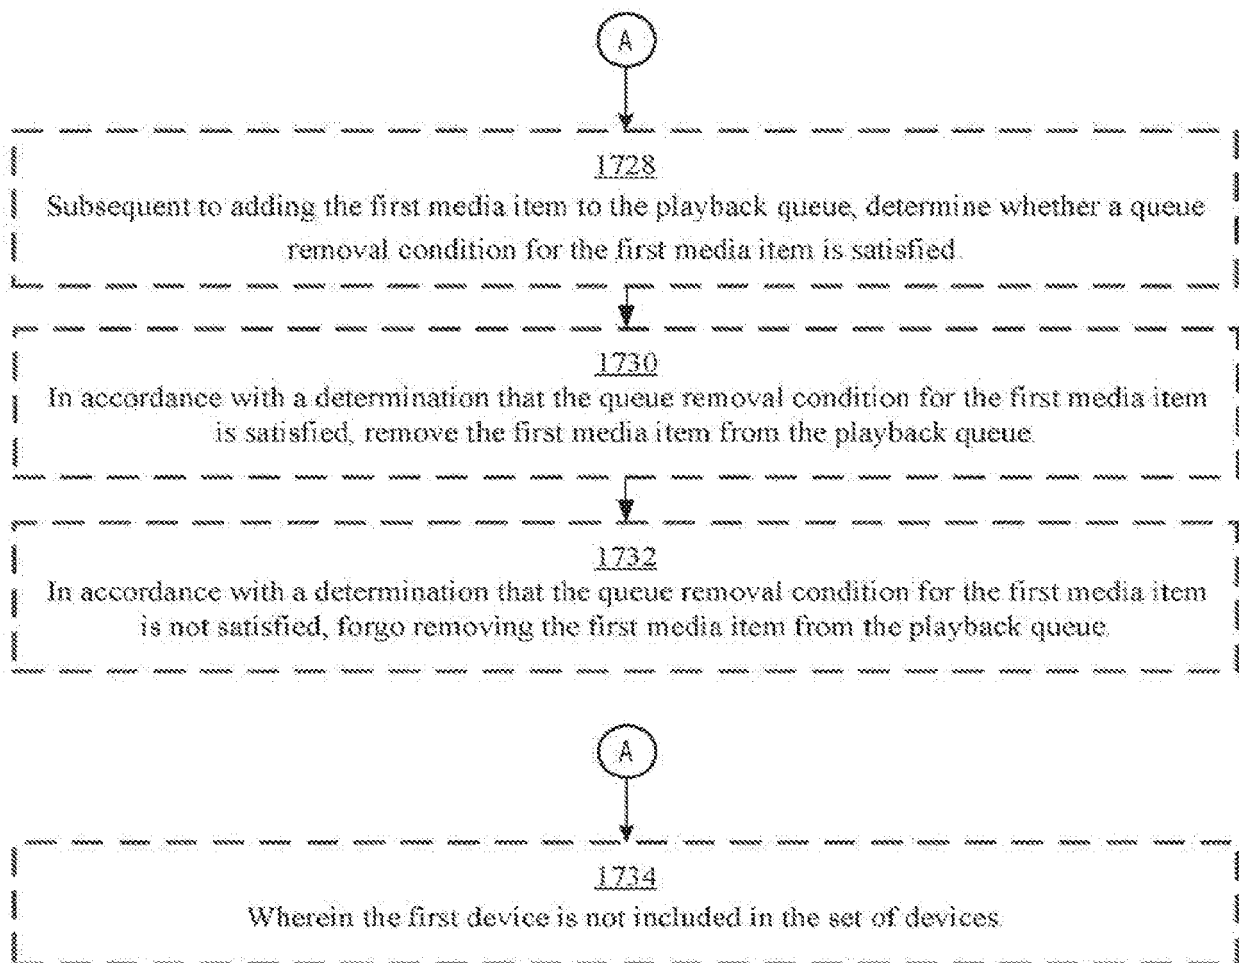 A
1728
Subsequent to adding the first media item to the playback queue, determine whether a queue
removal condition for the first media item is satisfied.
1730
In accordance with a determination that the queue removal condition for the first media item
is satisfied, remove the first media item from the playback queue.
1732
In accordance with a determination that the queue removal condition for the first media item
is not satisfied, forgo removing the first media item from the playback queue.
A
1734
Wherein the first device is not included in the set of devices.